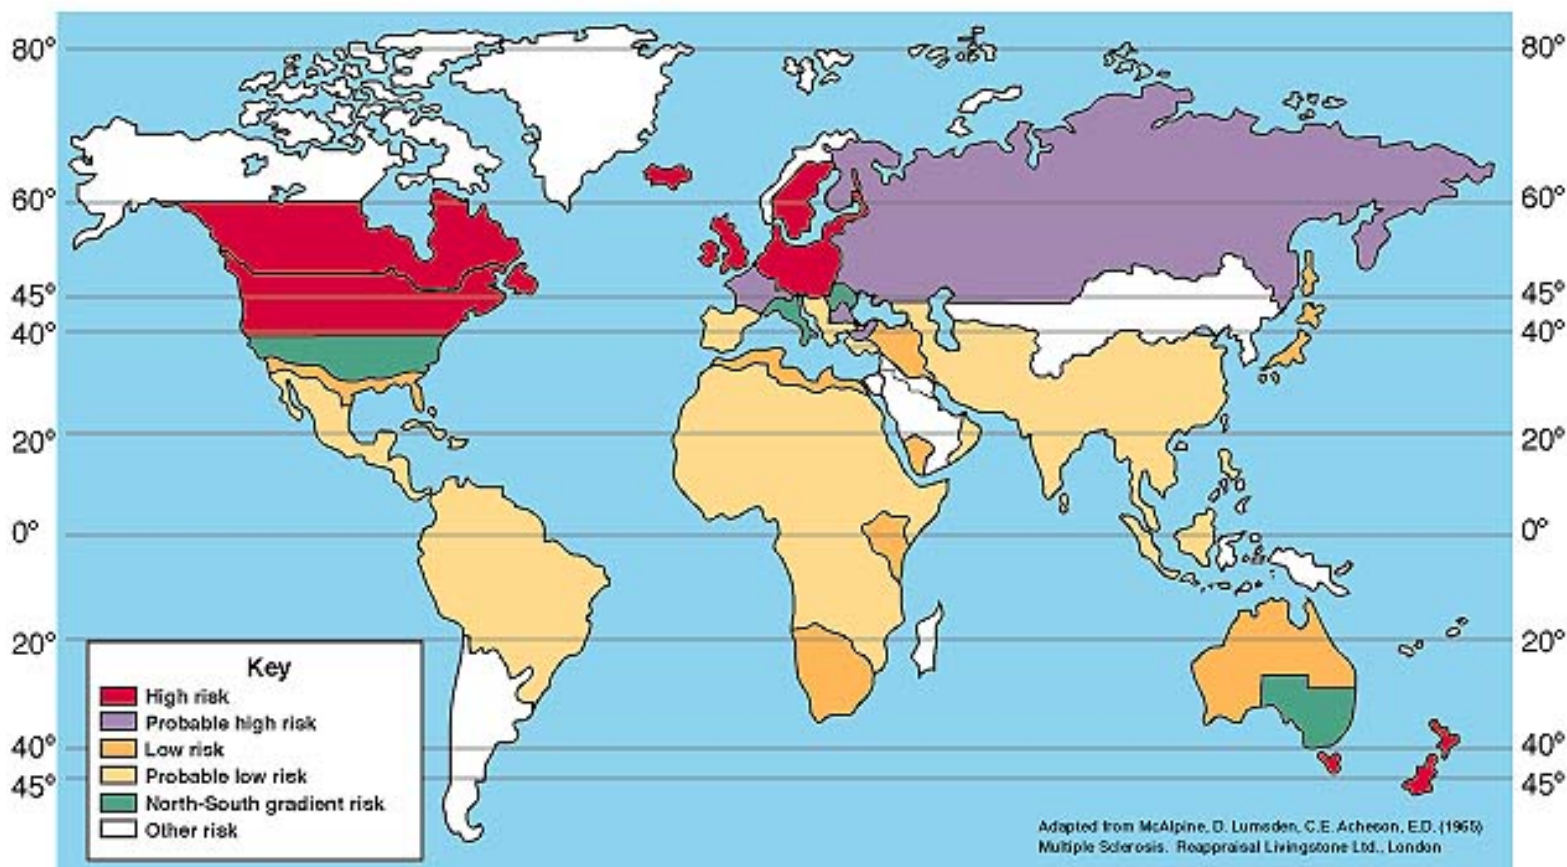 80° 80°
60° 60°
45° 45°
40° 40°
20° 20°
0° 0°
20° 20°
Key
High risk
Probable high risk
Low risk
40° 40°
Probable low risk
45° 45°
North-South gradient risk
Other risk
Adapted from McAlpine, D. Lumsden, C.E. Acheson, E.D. (1965)
Multiple Sclerosis. Reappraisal Livingstone Ltd., London